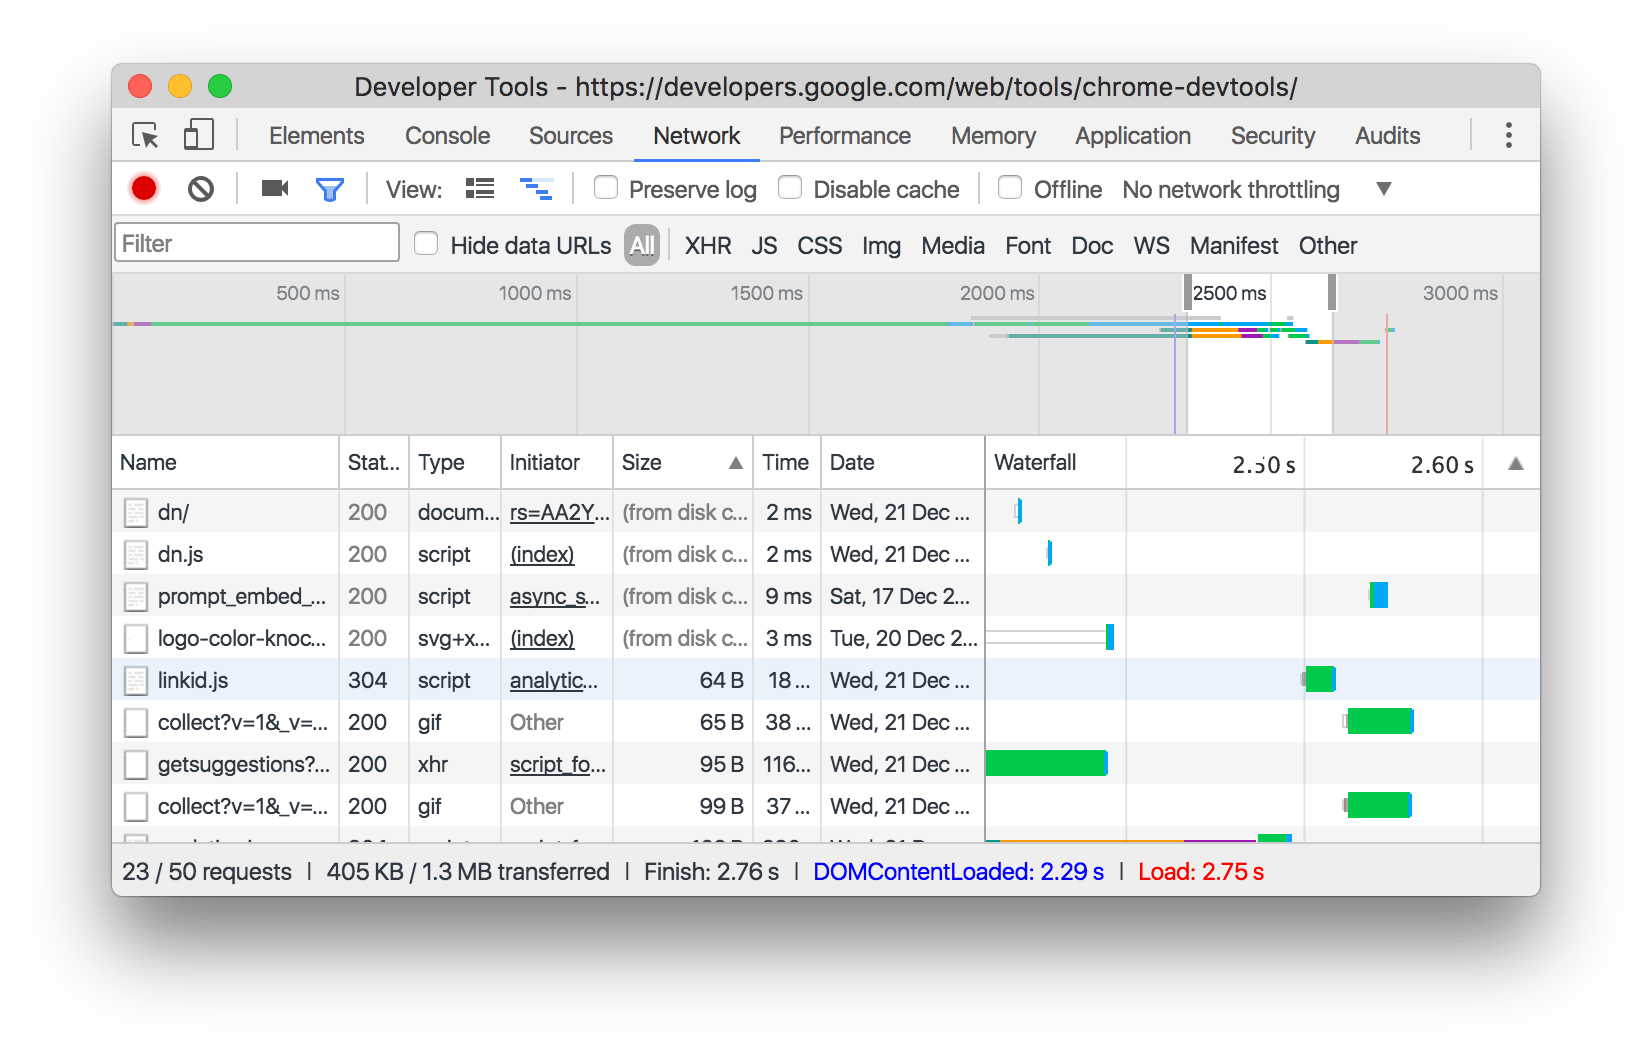 Developer Tools - https://developers.google.com/web/tools/chrome-devtools/
Elements Console Sources Network Performance Memory Application Security Audits
View: Preserve log Disable cache Offline No network throttling
Filter Hide data URLs All XHR JS CSS Img Media Font Doc WS Manifest Other
500 ms 1000 ms 1500 ms 2000 ms 2500 ms 3000 ms
Name Stat... Type Initiator Size Time Date Waterfall 2.50 s 2.60 s
dn/ 200 docum... rs=AA2Y... (from disk c... 2 ms Wed, 21 Dec ...
dn.js 200 script (index) (from disk c... 2 ms Wed, 21 Dec ...
prompt_embed_... 200 script async_s... (from disk c... 9 ms Sat, 17 Dec 2...
logo-color-knoc... 200 svg+x... (index) (from disk c... 3 ms Tue, 20 Dec 2...
linkid.js 304 script analytic... 64 B 18 ... Wed, 21 Dec ...
collect?v=1&_v=... 200 gif Other 65 B 38 ... Wed, 21 Dec ...
getsuggestions?... 200 xhr script_fo... 95 B 116... Wed, 21 Dec ...
collect?v=1&_v=... 200 gif Other 99 B 37 ... Wed, 21 Dec ...
23 / 50 requests | 405 KB / 1.3 MB transferred | Finish: 2.76 s | DOMContentLoaded: 2.29 s | Load: 2.75 s